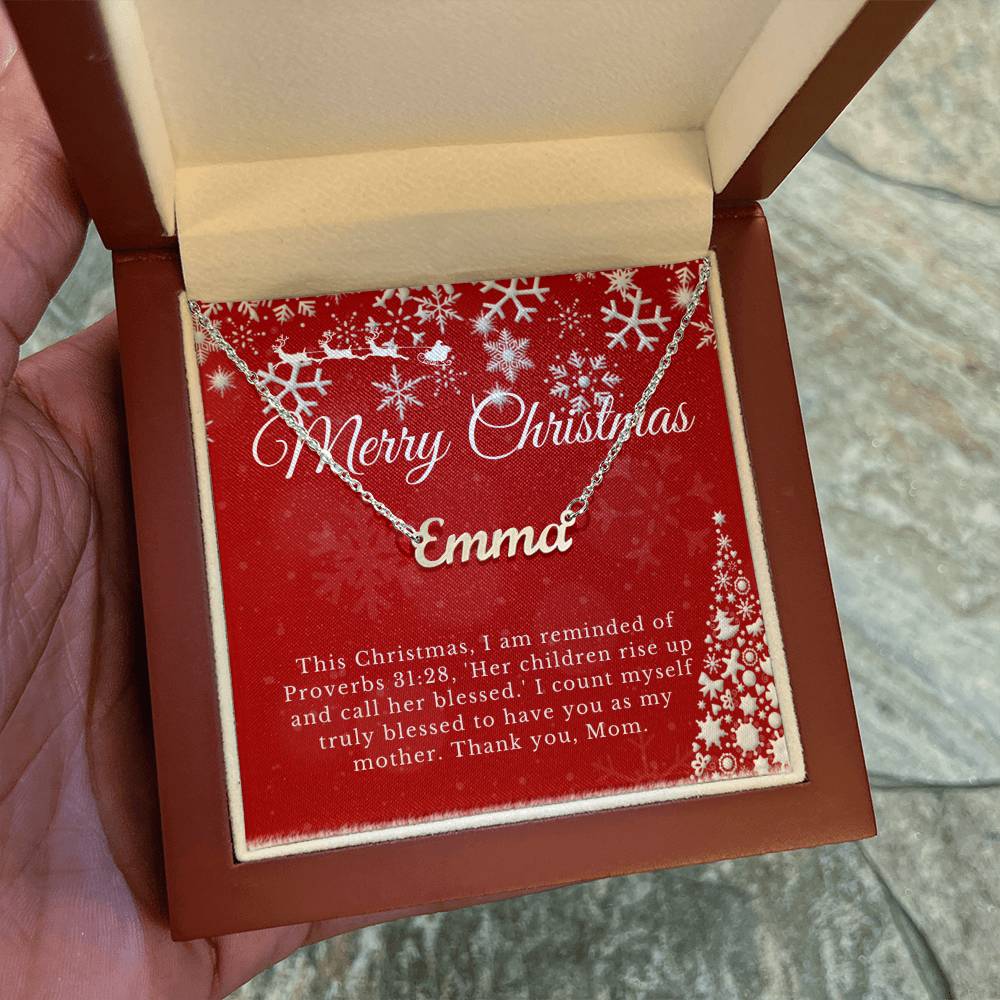 Merry Christmas
Emma
This Christmas, I am reminded of
Proverbs 31:28, 'Her children rise up
and call her blessed.' I count myself
truly blessed to have you as my
mother. Thank you, Mom.